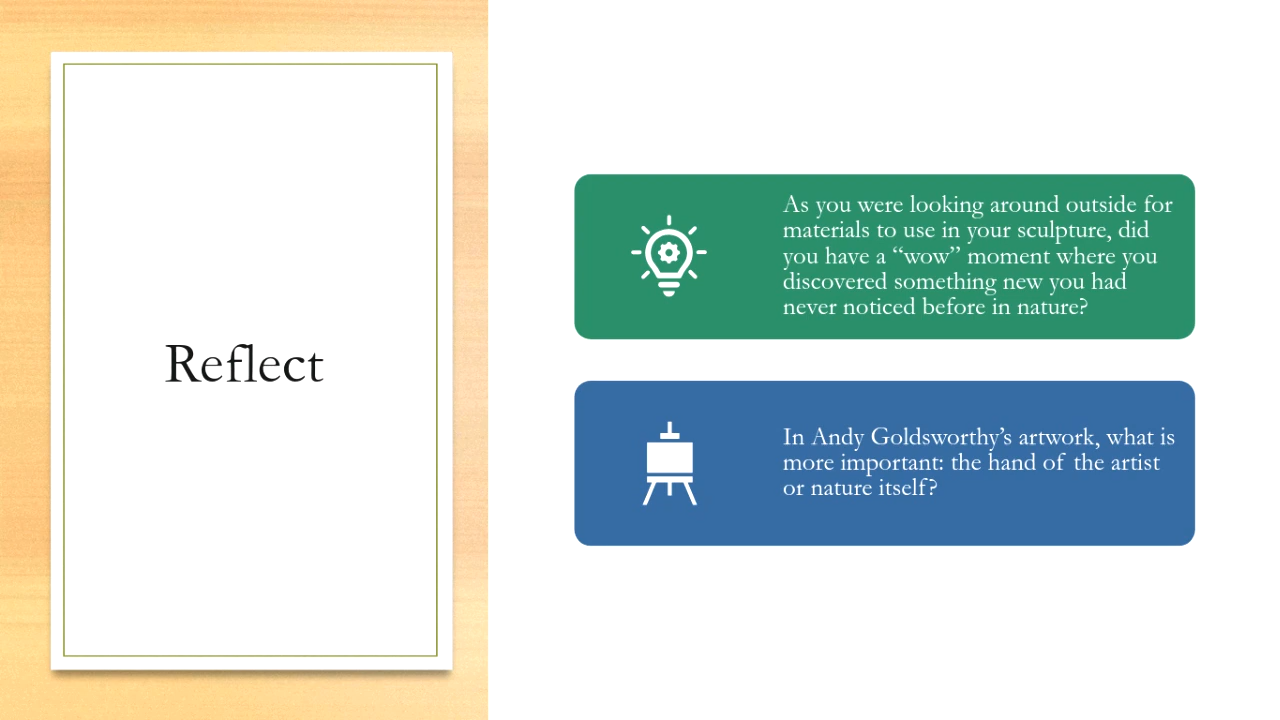 Reflect
As you were looking around outside for
materials to use in your sculpture, did
you have a “wow” moment where you
discovered something new you had
never noticed before in nature?
In Andy Goldsworthy’s artwork, what is
more important: the hand of the artist
or nature itself?